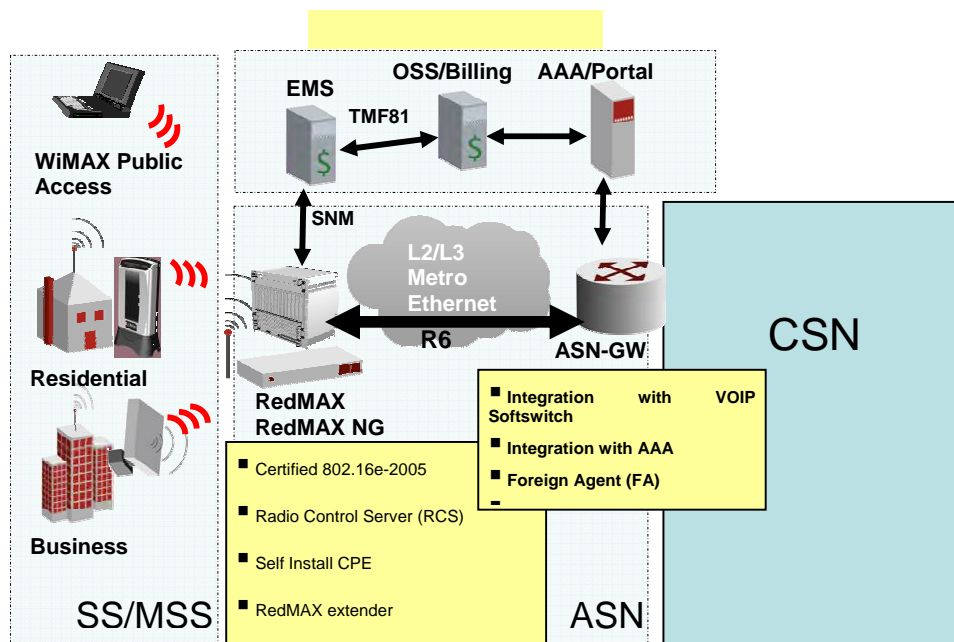 OSS/Billing
AAA/Portal
EMS
TMF81
$
$
WiMAX Public
Access
SNM
L2/L3
Metro
Ethernet
R6
ASN-GW
CSN
Residential
RedMAX
RedMAX NG
▪ Integration with VOIP
Softswitch
▪ Integration with AAA
▪ Foreign Agent (FA)
▪ Certified 802.16e-2005
▪ Radio Control Server (RCS)
▪ Self Install CPE
▪ RedMAX extender
Business
SS/MSS
ASN